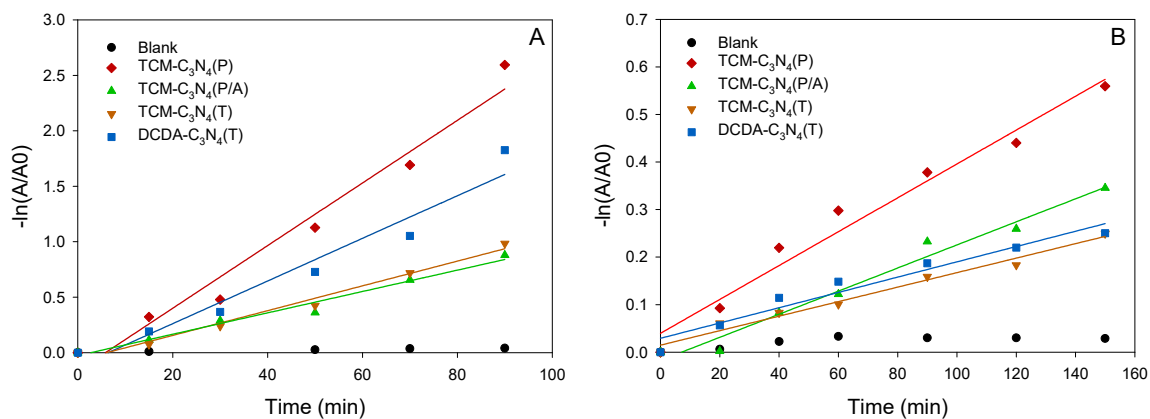 A
Blank
TCM-C₃N₄(P)
TCM-C₃N₄(P/A)
TCM-C₃N₄(T)
DCDA-C₃N₄(T)
-ln(A/A0)
3.0
2.5
2.0
1.5
1.0
0.5
0.0
0 20 40 60 80 100
Time (min)
B
Blank
TCM-C₃N₄(P)
TCM-C₃N₄(P/A)
TCM-C₃N₄(T)
DCDA-C₃N₄(T)
-ln(A/A0)
-0.7
0.6
0.5
0.4
0.3
0.2
0.1
0.0
0 20 40 60 80 100 120 140 160
Time (min)